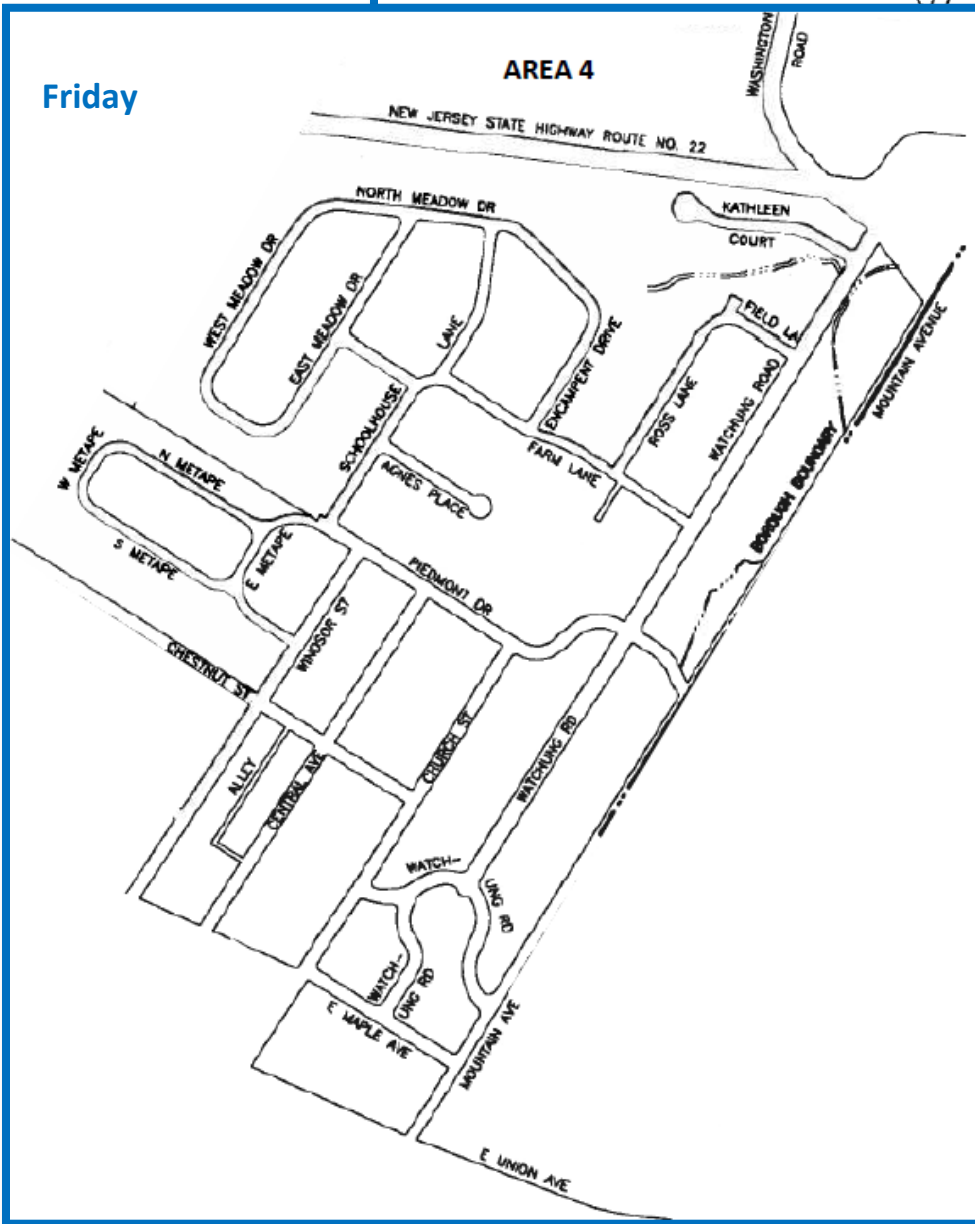 AREA 4
Friday
WASHINGTON
ROAD
NEW JERSEY STATE HIGHWAY ROUTE NO. 22
NORTH MEADOW DR
KATHLEEN
COURT
WEST MEADOW DR
EAST MEADOW DR
LANE
SCHOOLHOUSE
ENCAMPENT DRIVE
FIELD LA
ROSS LANE
WATCHUNG ROAD
MOUNTAIN AVENUE
BOROUGH BOUNDARY
FARM LANE
AGNES PLACE
W METAPE
N METAPE
S METAPE
E METAPE
PIEDMONT DR
WINDSOR ST
CHESTNUT ST
ALLEY
CENTRAL AVE
CHURCH ST
WATCHUNG RD
WATCH-
UNG RD
WATCH-
UNG RD
E MAPLE AVE
MOUNTAIN AVE
E UNION AVE